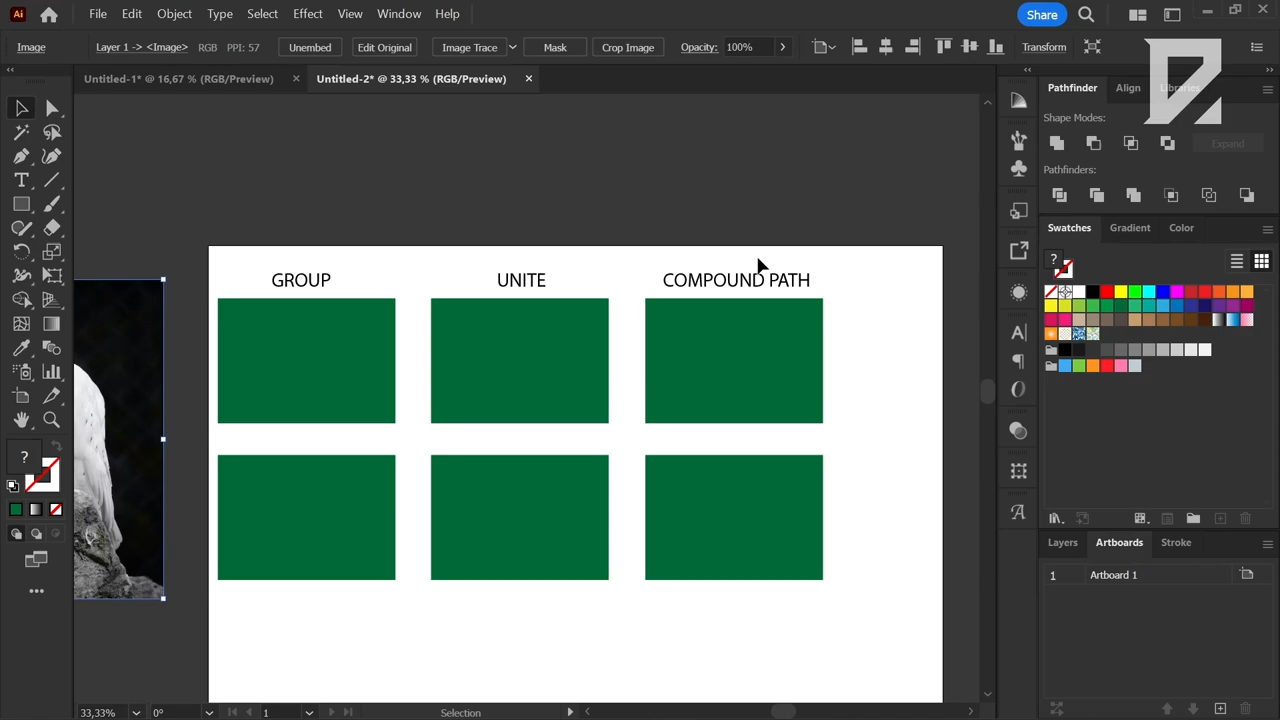 Ai File Edit Object Type Select Effect View Window Help Share
Image Layer 1 -> <Image> RGB PPI: 57 Unembed Edit Original Image Trace Mask Crop Image Opacity: 100% Transform
Untitled-1* @ 16,67 % (RGB/Preview) × Untitled-2* @ 33,33 % (RGB/Preview) ×
Pathfinder Align Libraries
Shape Modes:
Expand
Pathfinders:
Swatches Gradient Color
?
GROUP UNITE COMPOUND PATH
?
Layers Artboards Stroke
1 Artboard 1
33,33% 0° 1 Selection